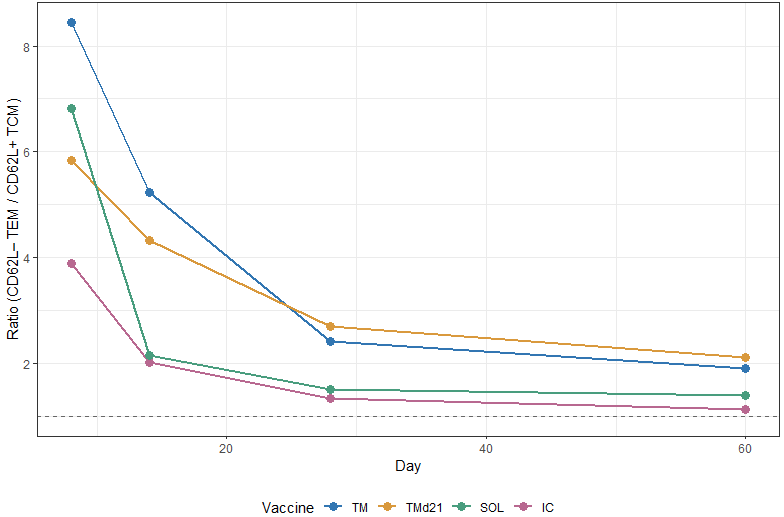 Ratio (CD62L− TEM / CD62L+ TCM)
8
6
4
2
20 40 60
Day
Vaccine TM TMd21 SOL IC